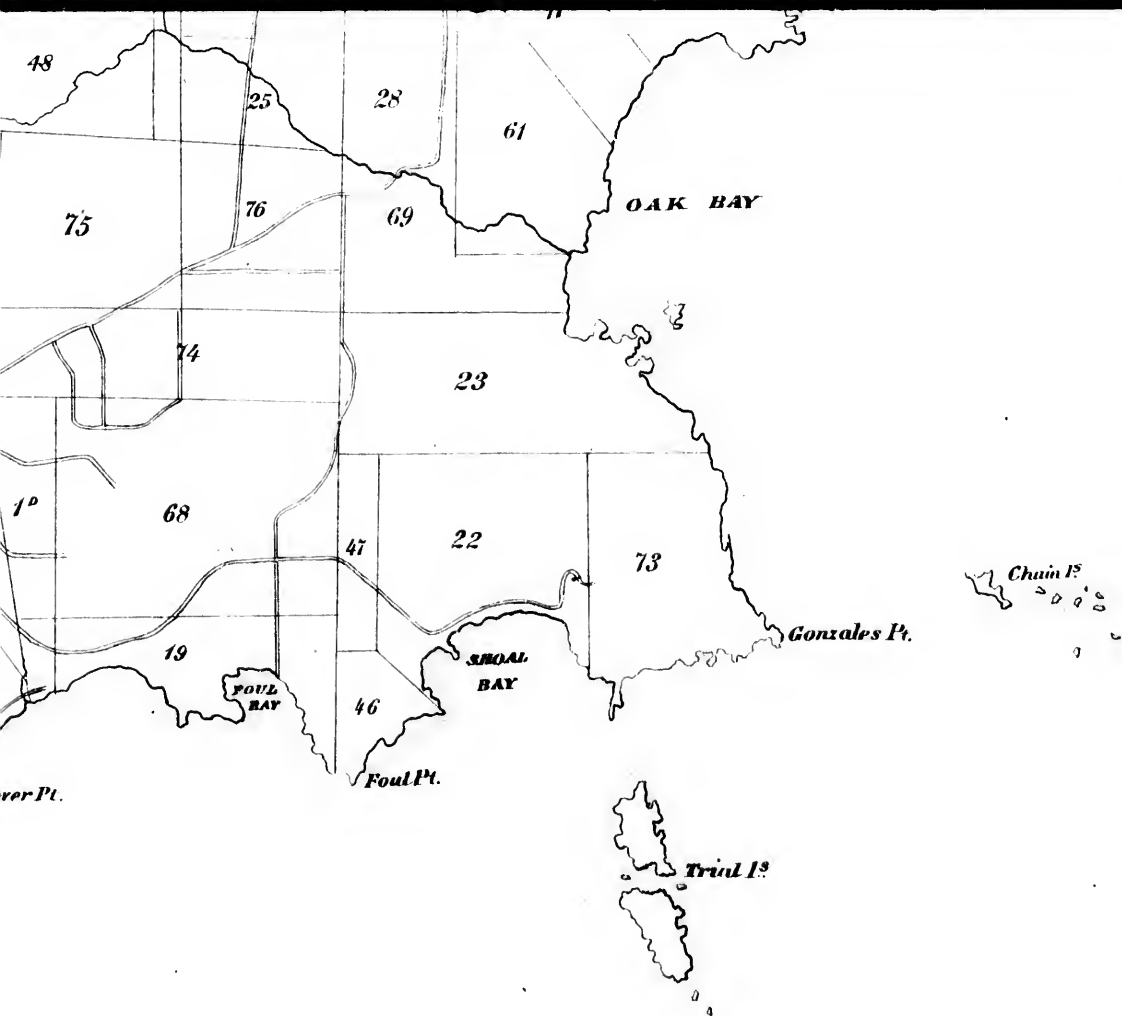 48
25
28
61
OAK BAY
75
76
69
74
23
1ᴰ
68
47
22
73
Chain Iˢ.
Gonzales Pt.
19
SHOAL
BAY
FOUL
BAY
46
Foul Pt.
Pt.
Trial Iˢ.